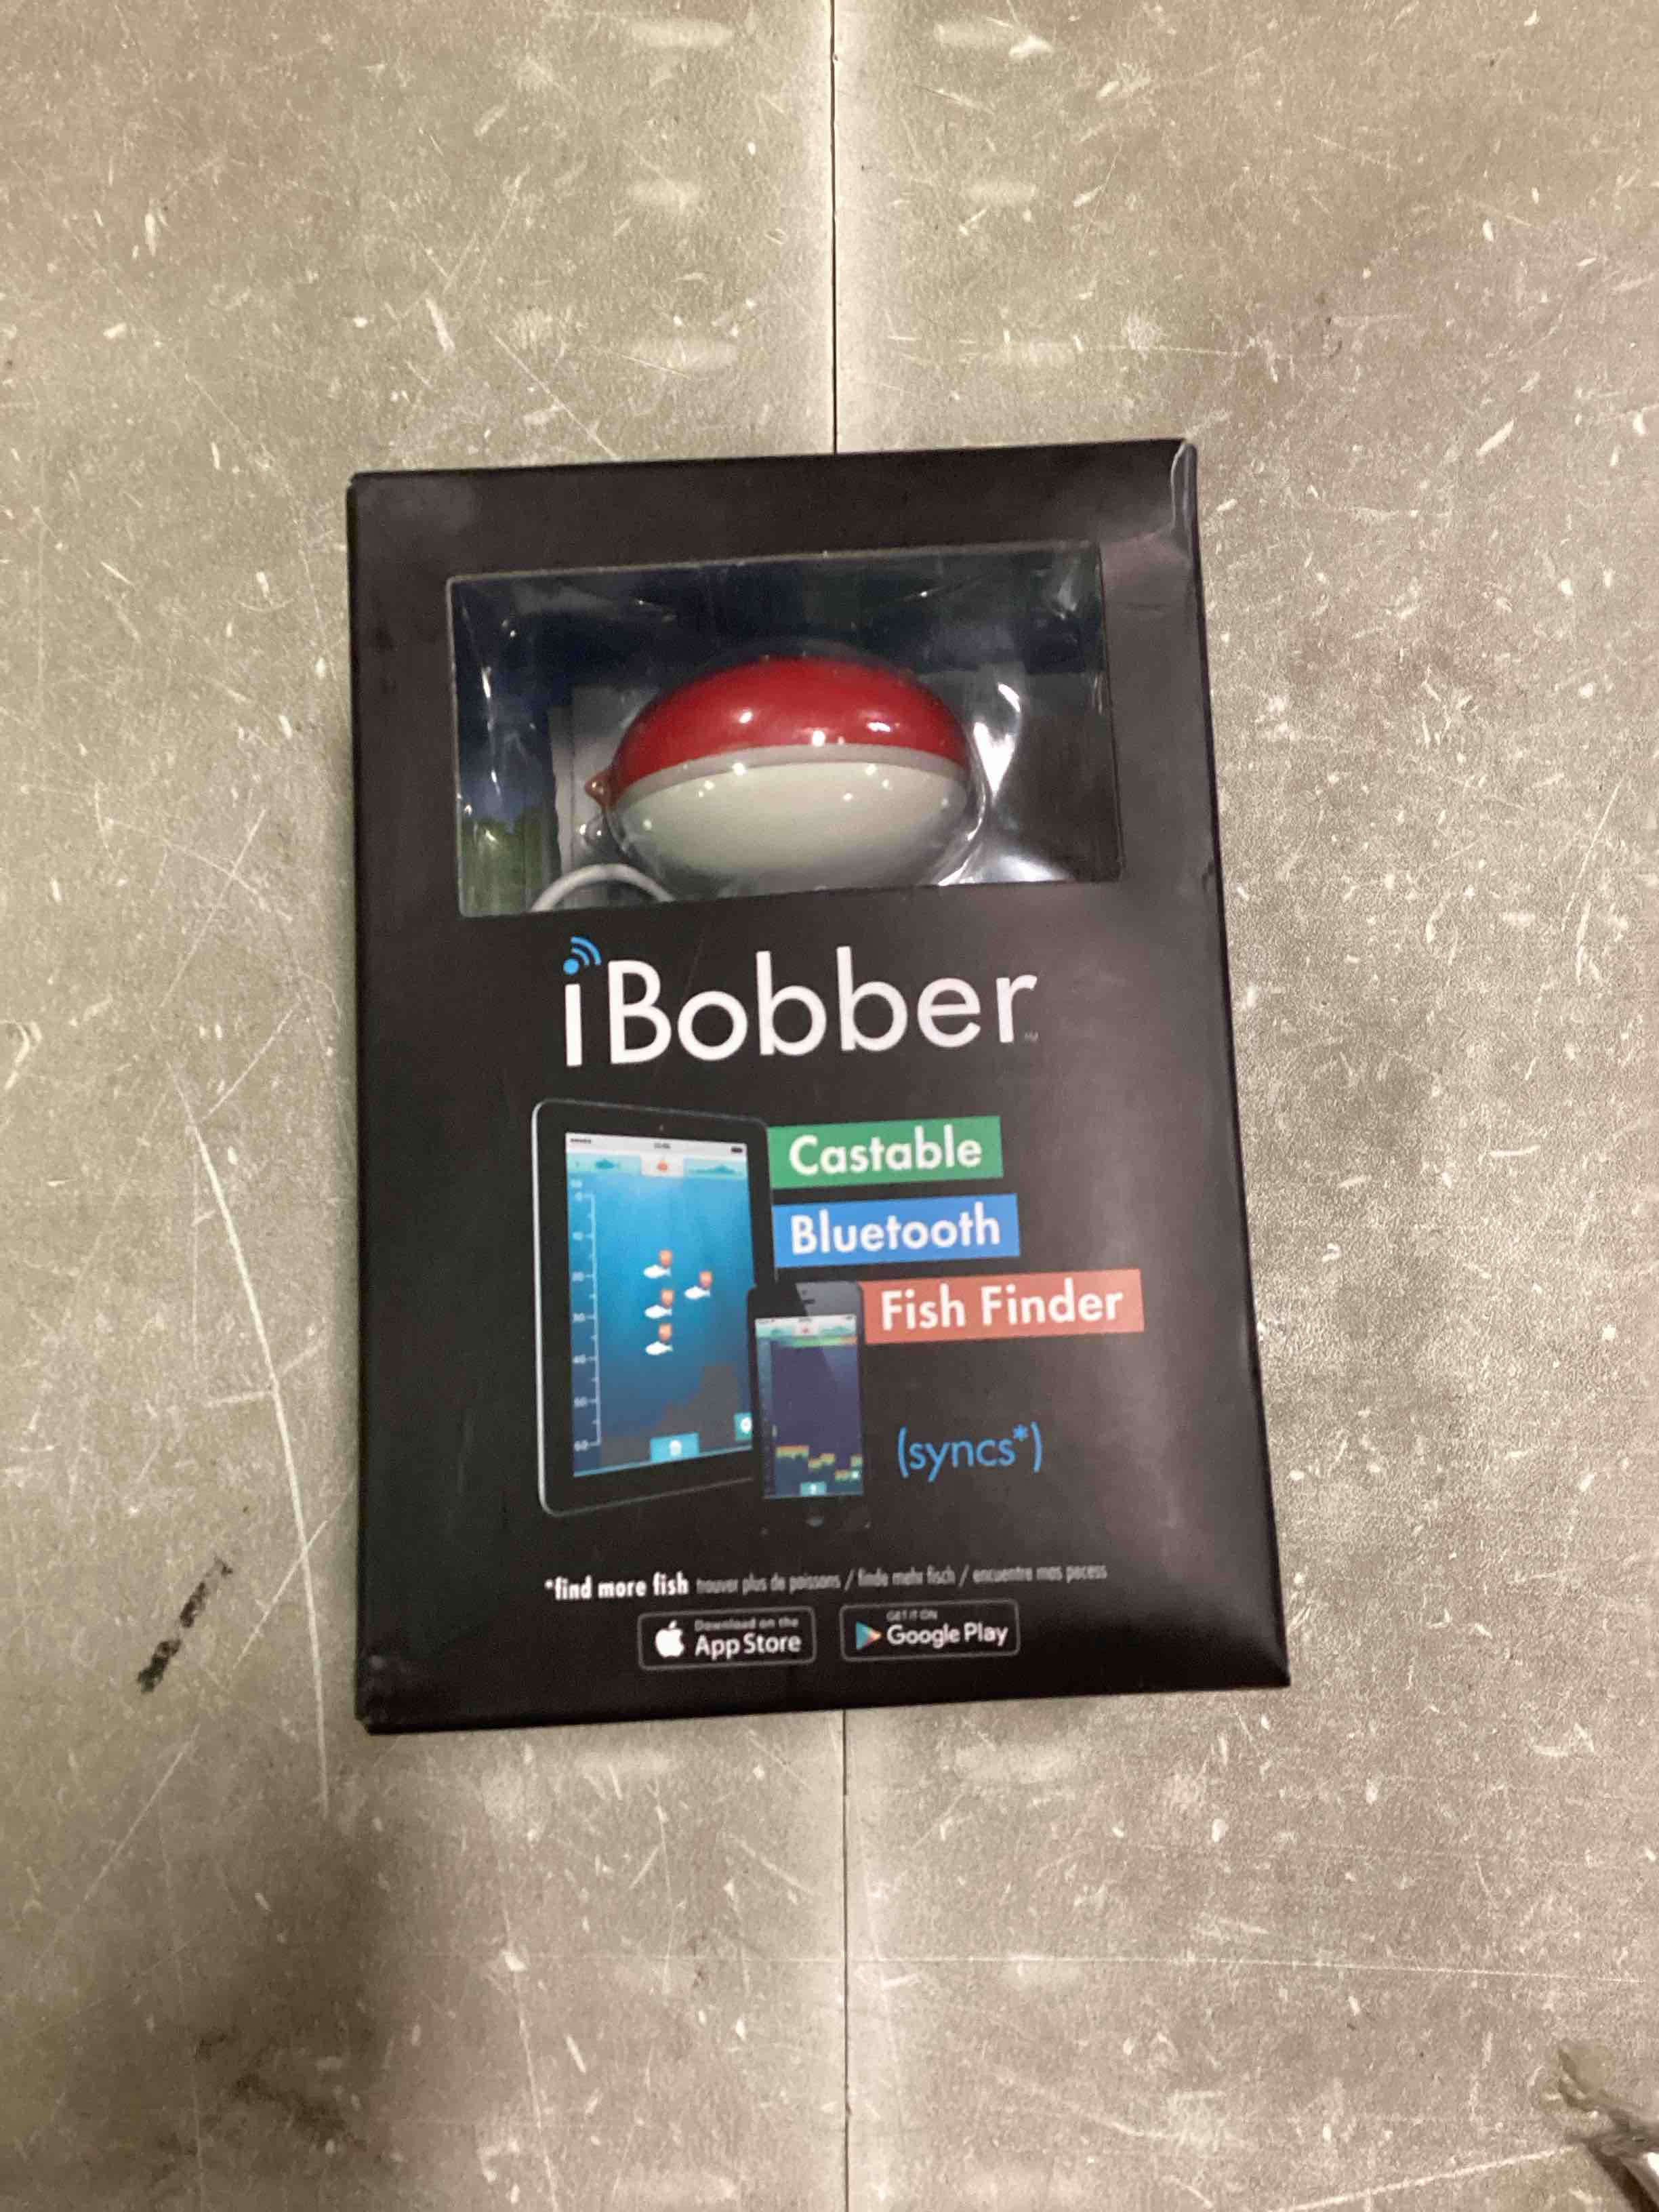 iBobber
Castable
Bluetooth
Fish Finder
(syncs*)
*find more fish trouver plus de poissons / finde mehr fisch / encuentre mas pecess
Download on the
App Store
GET IT ON
Google Play